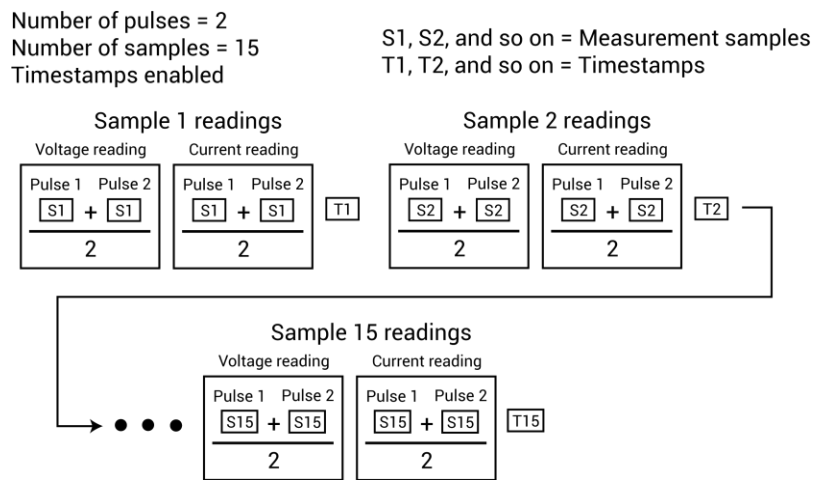 Number of pulses = 2
Number of samples = 15
Timestamps enabled
S1, S2, and so on = Measurement samples
T1, T2, and so on = Timestamps
Sample 1 readings
Voltage reading Current reading
Pulse 1 Pulse 2 Pulse 1 Pulse 2
S1 + S1 S1 + S1 T1
2 2
Sample 2 readings
Voltage reading Current reading
Pulse 1 Pulse 2 Pulse 1 Pulse 2
S2 + S2 S2 + S2 T2
2 2
Sample 15 readings
Voltage reading Current reading
Pulse 1 Pulse 2 Pulse 1 Pulse 2
S15 + S15 S15 + S15 T15
2 2